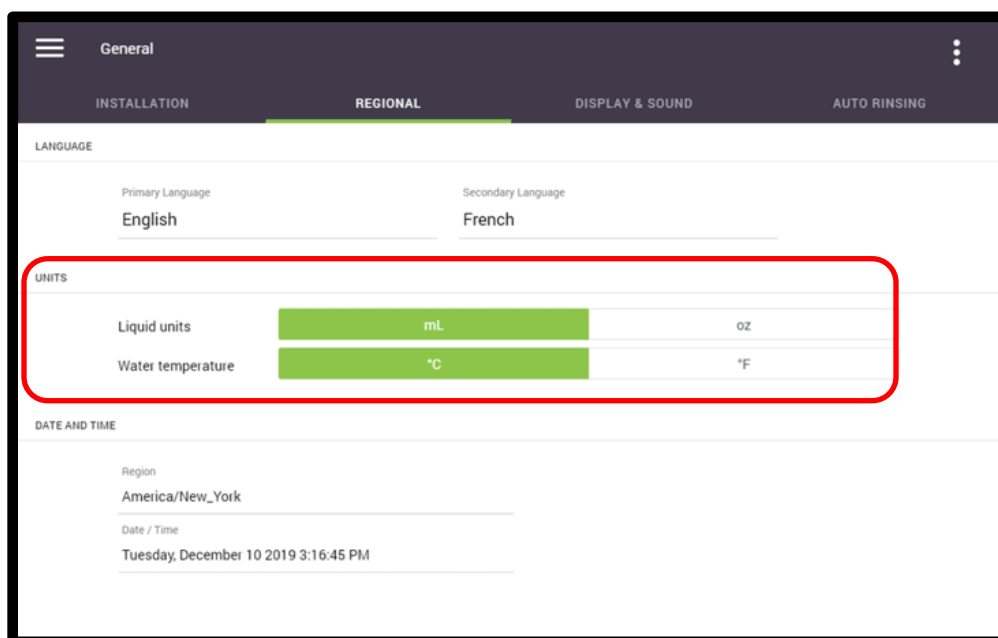 General
INSTALLATION REGIONAL DISPLAY & SOUND AUTO RINSING
LANGUAGE
Primary Language Secondary Language
English French
UNITS
Liquid units mL oz
Water temperature °C °F
DATE AND TIME
Region
America/New_York
Date / Time
Tuesday, December 10 2019 3:16:45 PM